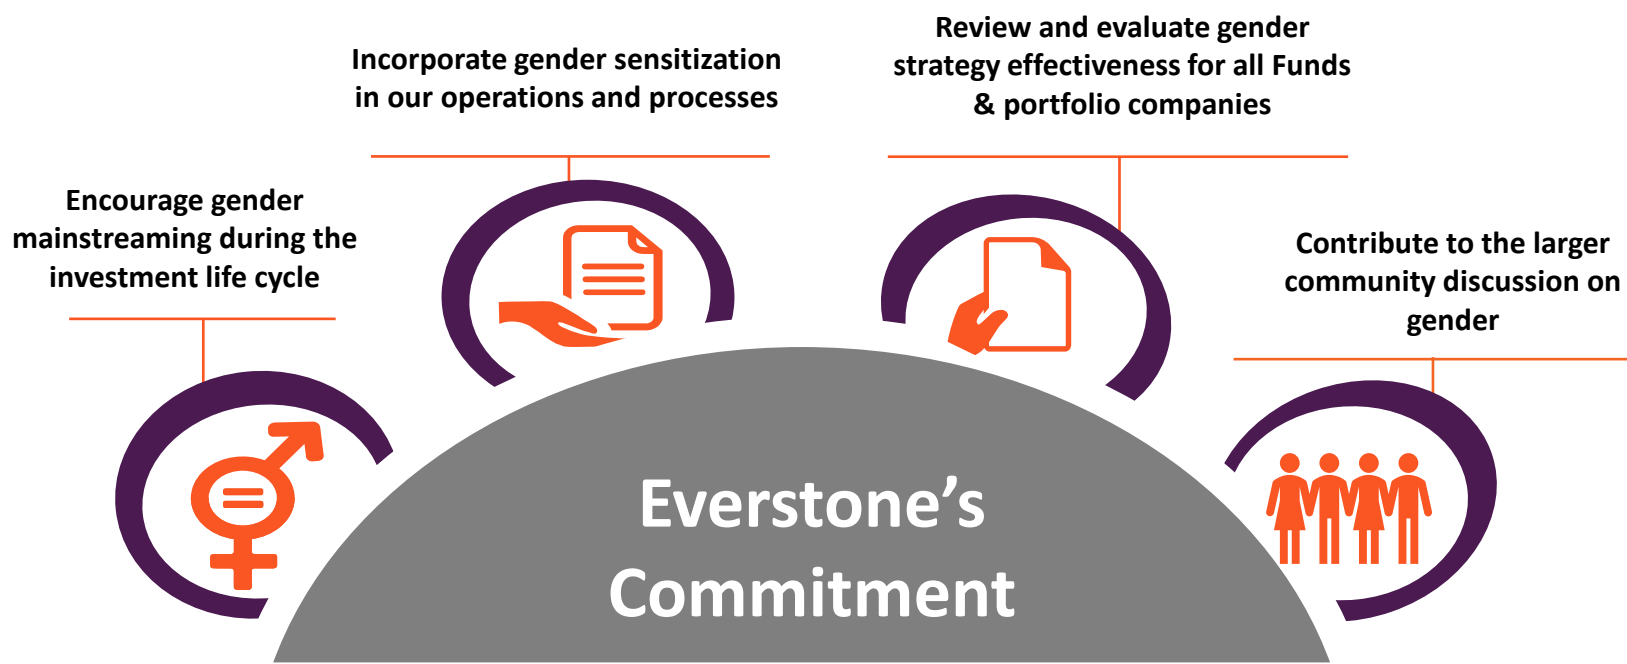 Encourage gender
mainstreaming during the
investment life cycle
Incorporate gender sensitization
in our operations and processes
Review and evaluate gender
strategy effectiveness for all Funds
& portfolio companies
Contribute to the larger
community discussion on
gender
Everstone’s
Commitment